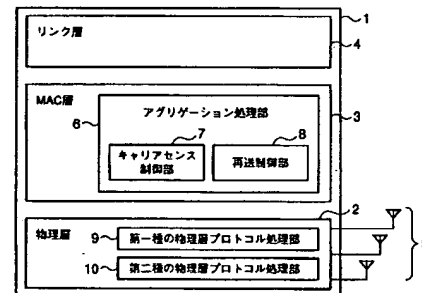 1
リンク層
4
MAC層
アグリゲーション処理部
3
6
7
8
キャリアセンス
制御部
再送制御部
2
物理層
9
第一種の物理層プロトコル処理部
10
第二種の物理層プロトコル処理部